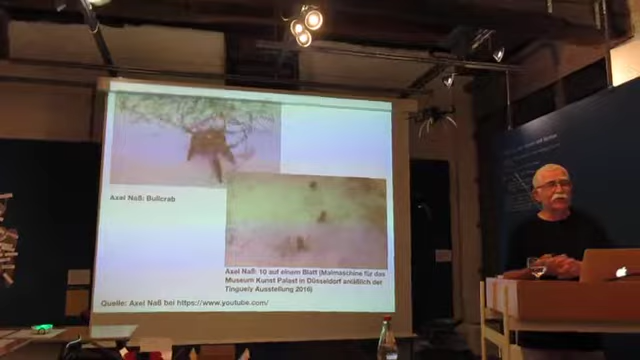 Axel Naß: Bullcrab
Axel Naß: 10 auf einem Blatt (Malmaschine für das
Museum Kunst Palast in Düsseldorf anläßlich der
Tinguely Ausstellung 2016)
Quelle: Axel Naß bei https://www.youtube.com/